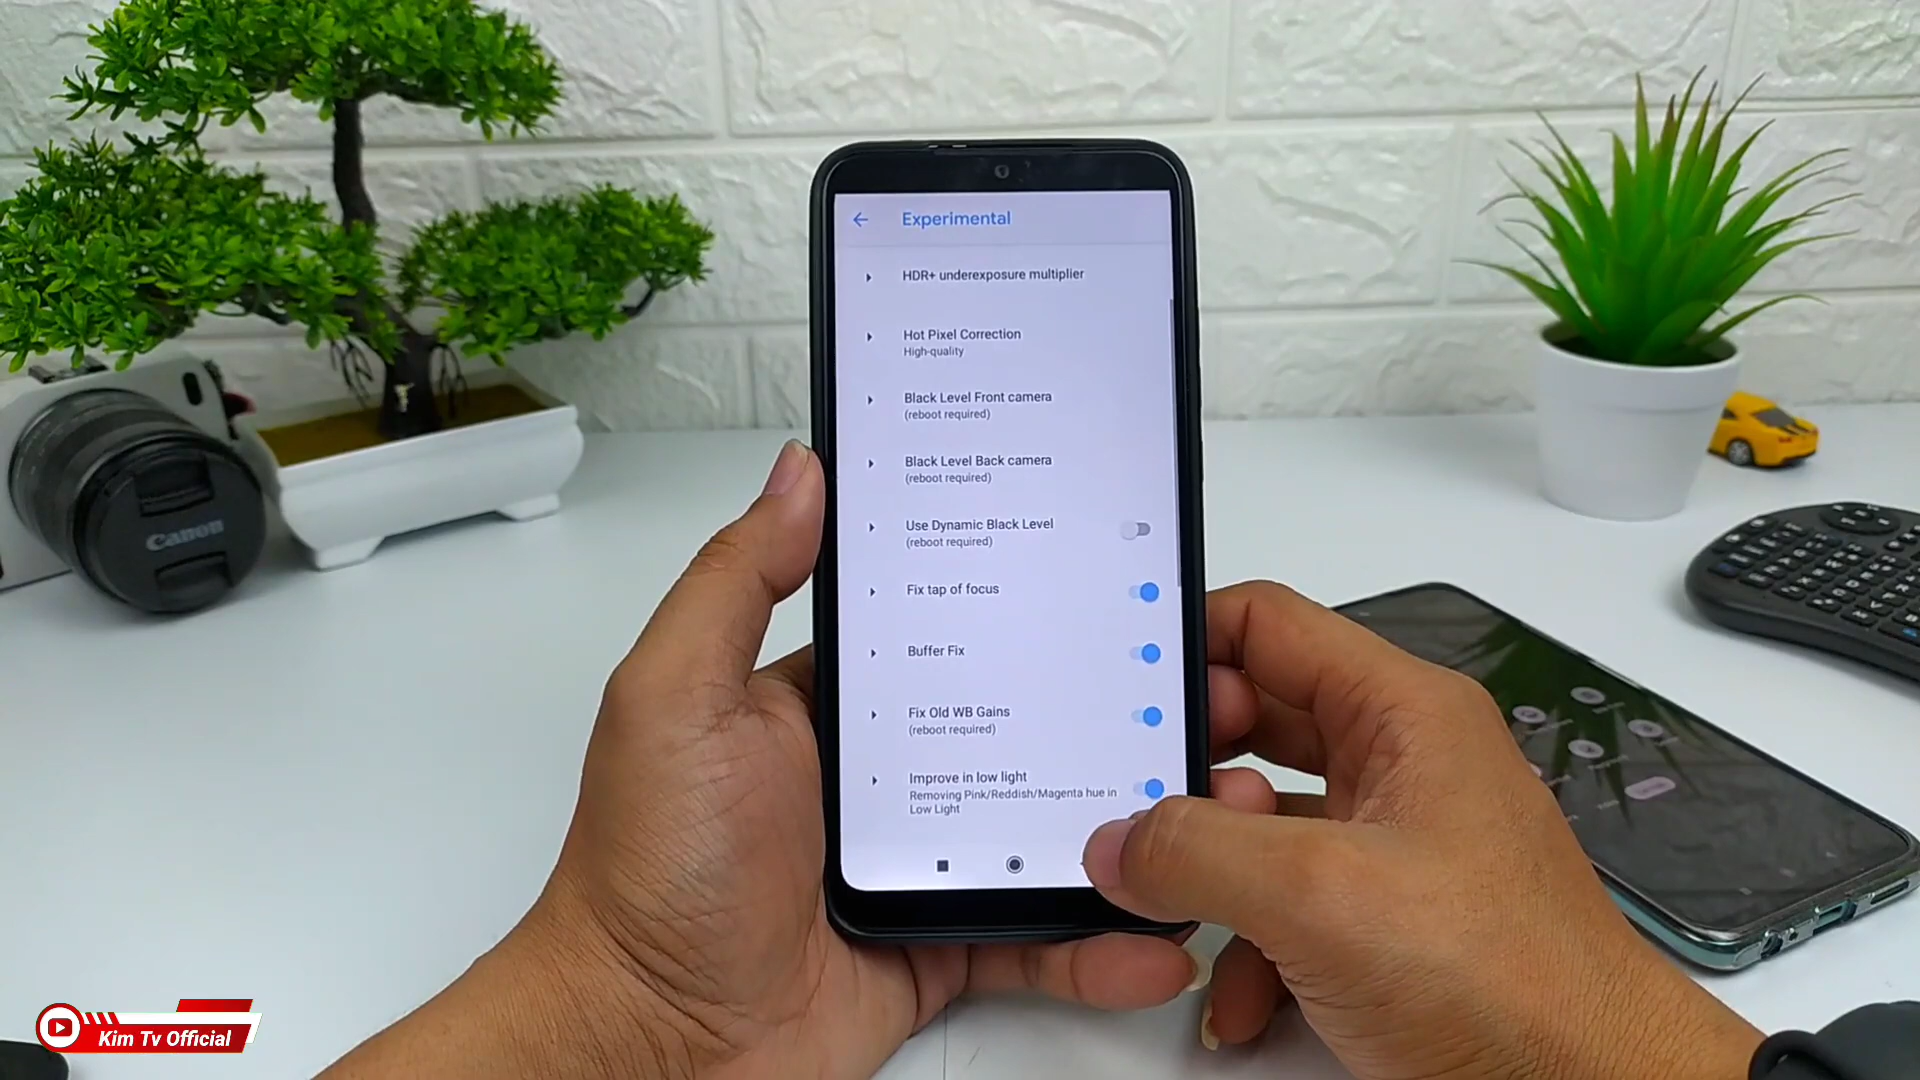 Experimental
HDR+ underexposure multiplier
Hot Pixel Correction
High-quality
Black Level Front camera
(reboot required)
Black Level Back camera
(reboot required)
Use Dynamic Black Level
(reboot required)
Fix tap of focus
Buffer Fix
Fix Old WB Gains
(reboot required)
Improve in low light
Removing Pink/Reddish/Magenta hue in
Low Light
Canon
Kim Tv Official